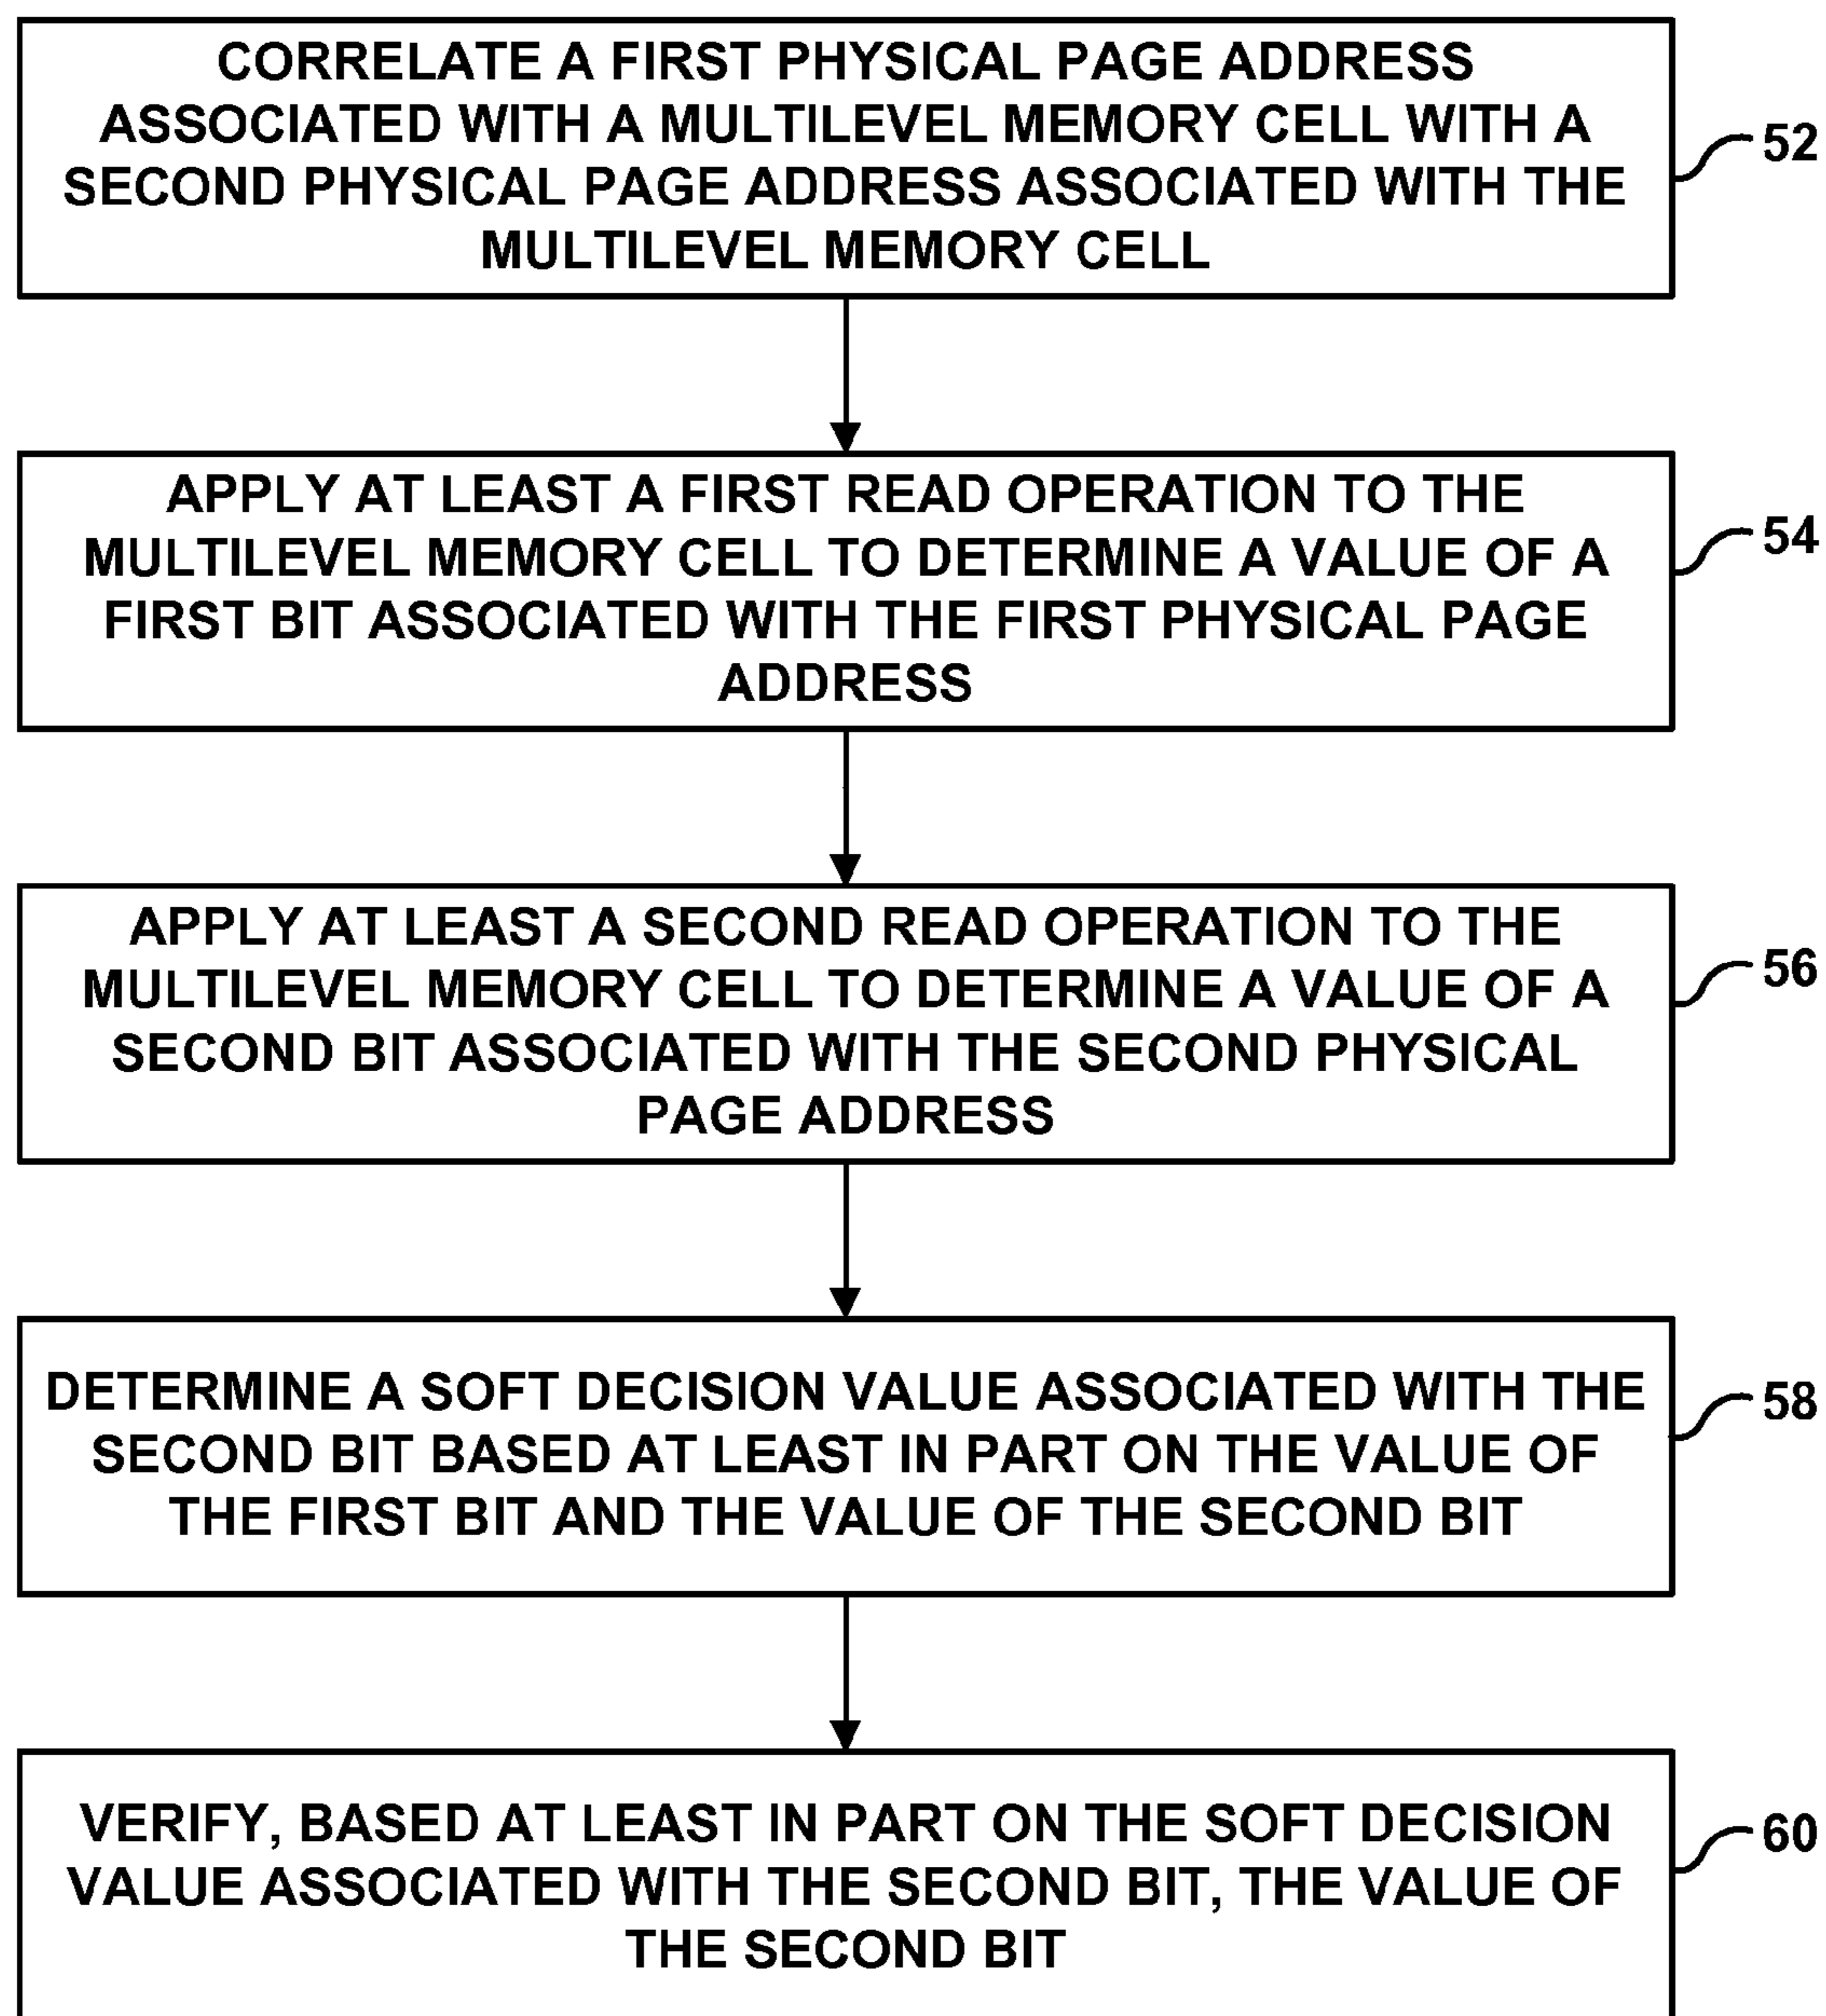 CORRELATE A FIRST PHYSICAL PAGE ADDRESS
ASSOCIATED WITH A MULTILEVEL MEMORY CELL WITH A
SECOND PHYSICAL PAGE ADDRESS ASSOCIATED WITH THE
MULTILEVEL MEMORY CELL
52
APPLY AT LEAST A FIRST READ OPERATION TO THE
MULTILEVEL MEMORY CELL TO DETERMINE A VALUE OF A
FIRST BIT ASSOCIATED WITH THE FIRST PHYSICAL PAGE
ADDRESS
54
APPLY AT LEAST A SECOND READ OPERATION TO THE
MULTILEVEL MEMORY CELL TO DETERMINE A VALUE OF A
SECOND BIT ASSOCIATED WITH THE SECOND PHYSICAL
PAGE ADDRESS
56
DETERMINE A SOFT DECISION VALUE ASSOCIATED WITH THE
SECOND BIT BASED AT LEAST IN PART ON THE VALUE OF
THE FIRST BIT AND THE VALUE OF THE SECOND BIT
58
VERIFY, BASED AT LEAST IN PART ON THE SOFT DECISION
VALUE ASSOCIATED WITH THE SECOND BIT, THE VALUE OF
THE SECOND BIT
60